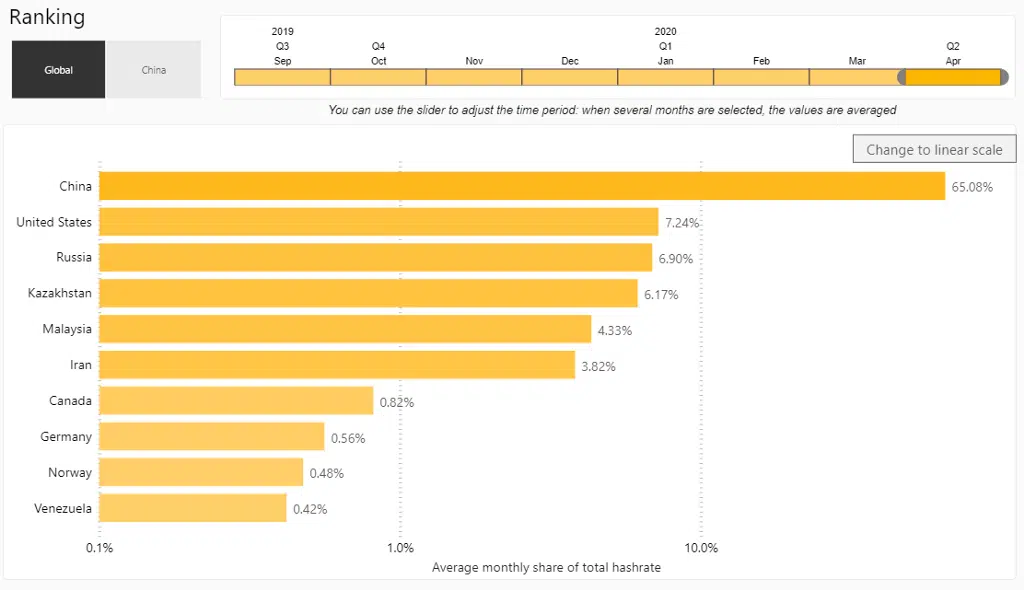 Ranking
Global China
2019 2020
Q3 Q4 Q1 Q2
Sep Oct Nov Dec Jan Feb Mar Apr
You can use the slider to adjust the time period: when several months are selected, the values are averaged
Change to linear scale
China 65.08%
United States 7.24%
Russia 6.90%
Kazakhstan 6.17%
Malaysia 4.33%
Iran 3.82%
Canada 0.82%
Germany 0.56%
Norway 0.48%
Venezuela 0.42%
0.1% 1.0% 10.0%
Average monthly share of total hashrate